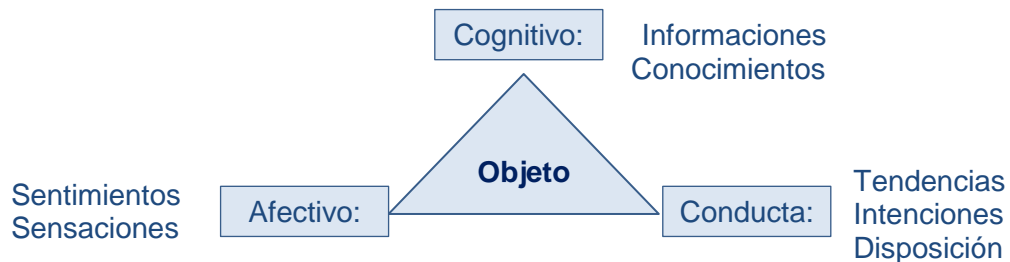 Cognitivo:
Informaciones
Conocimientos
Objeto
Sentimientos
Sensaciones
Afectivo:
Conducta:
Tendencias
Intenciones
Disposición